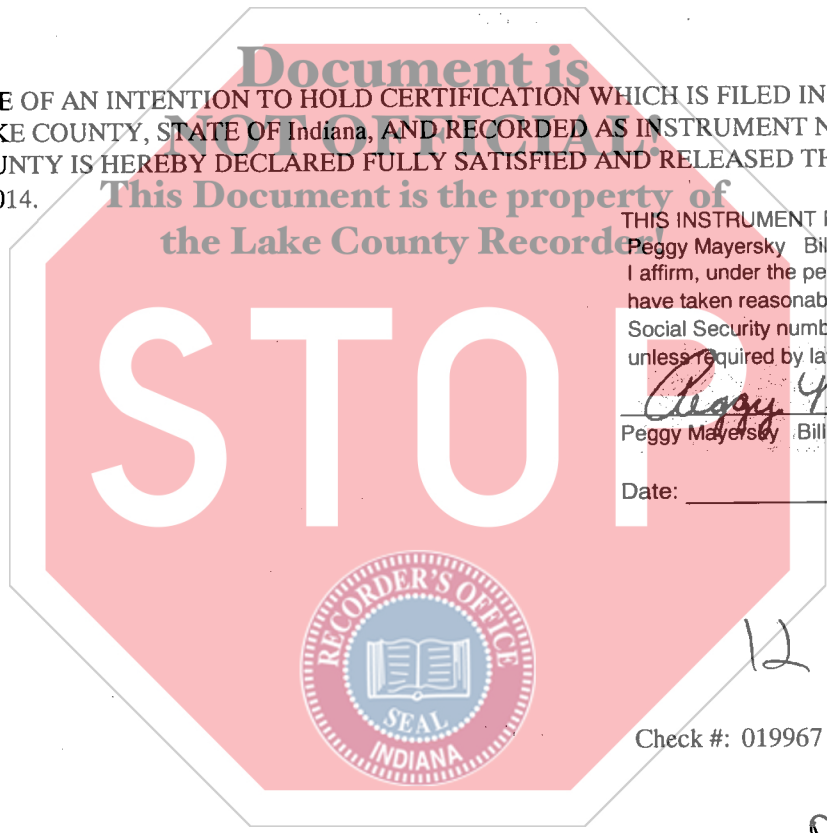 Document is
E OF AN INTENTION TO HOLD CERTIFICATION WHICH IS FILED IN
KE COUNTY, STATE OF Indiana, AND RECORDED AS INSTRUMENT N
NOT OFFICIAL!
UNTY IS HEREBY DECLARED FULLY SATISFIED AND RELEASED TH
014.
This Document is the property of
the Lake County Recorder!
THIS INSTRUMENT P
Peggy Mayersky Bil
I affirm, under the pe
have taken reasonab
Social Security numb
unless required by la
Peggy
Peggy Mayersky Billi
Date:
STOP
RECORDER'S OFFICE
SEAL
INDIANA
12
Check #: 019967